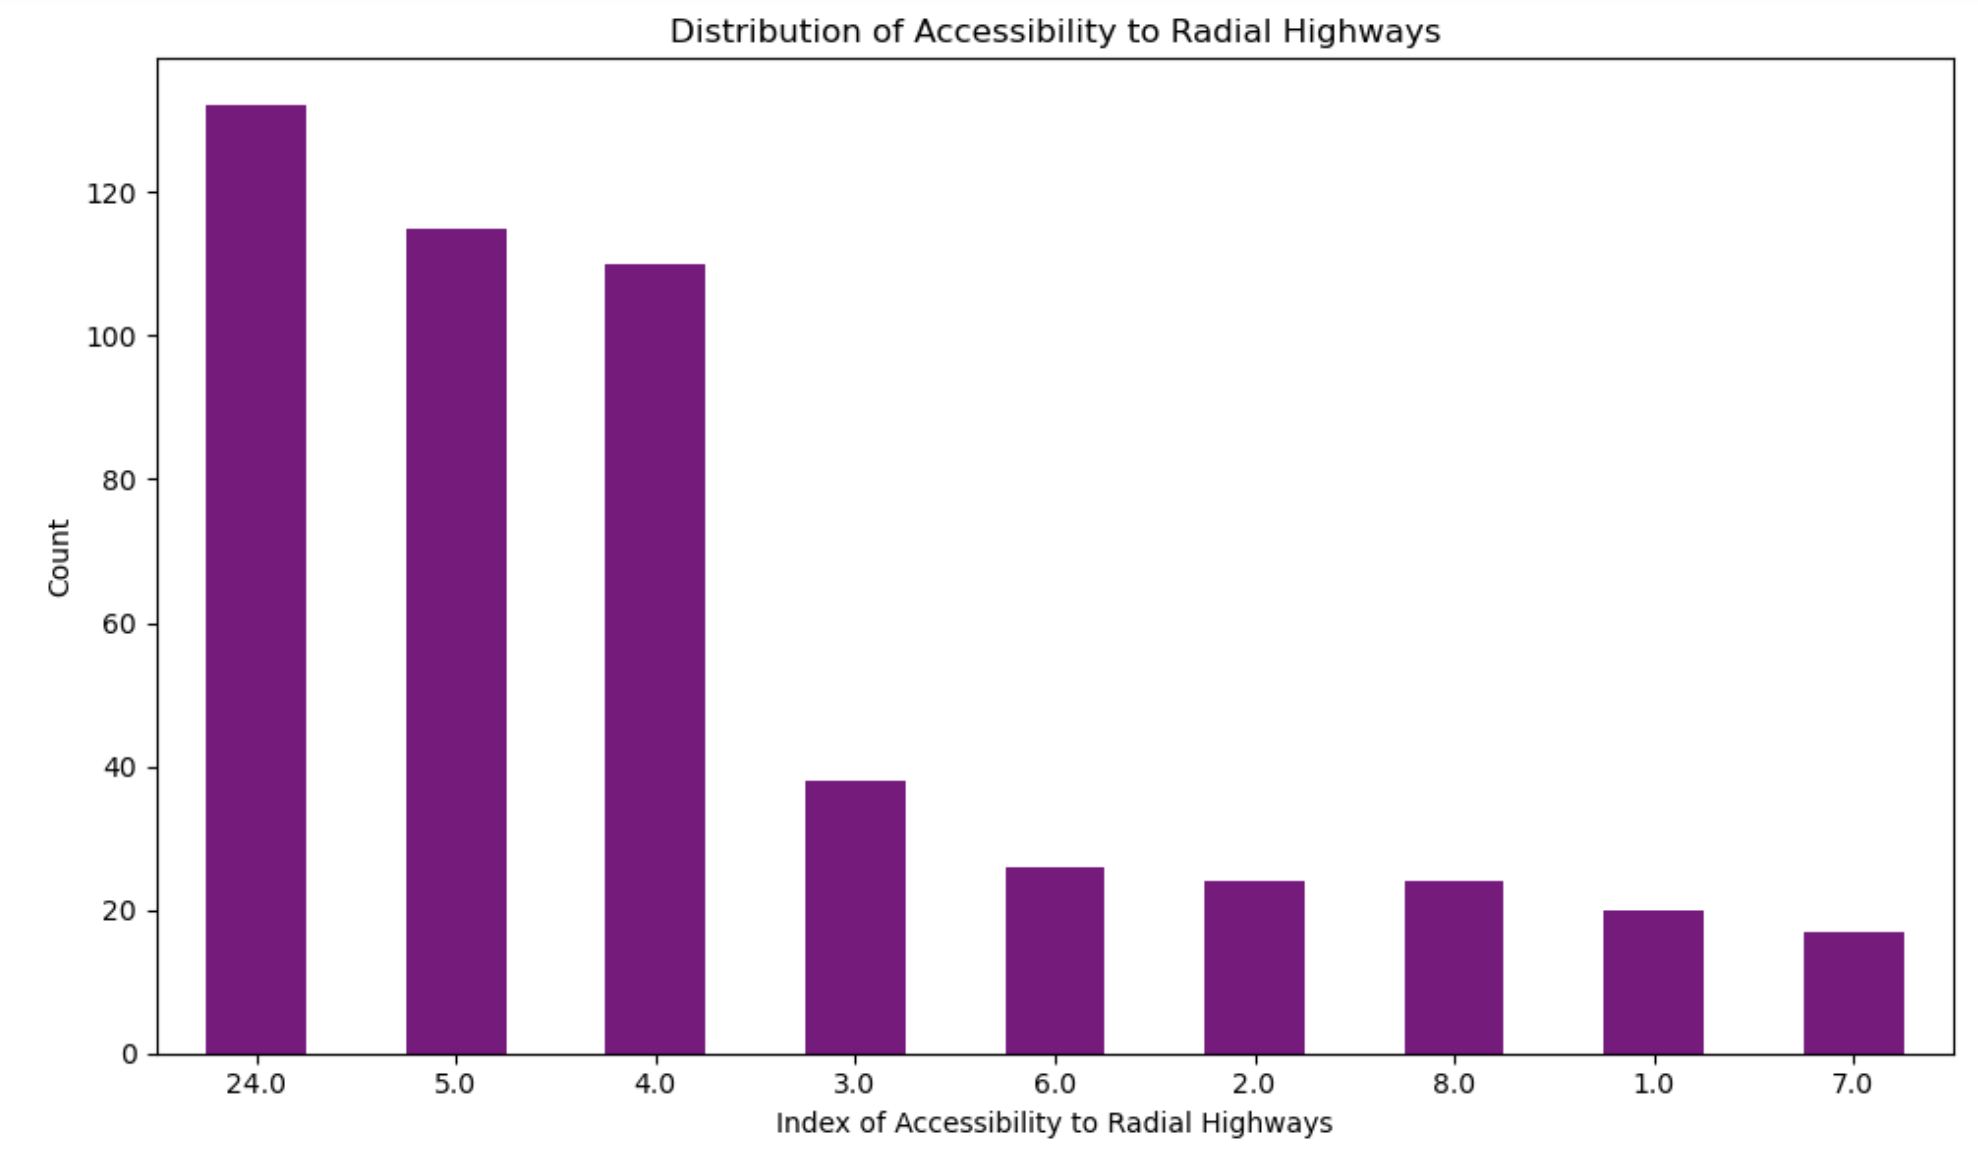 Distribution of Accessibility to Radial Highways
120
100
80
60
40
20
0
Count
24.0 5.0 4.0 3.0 6.0 2.0 8.0 1.0 7.0
Index of Accessibility to Radial Highways